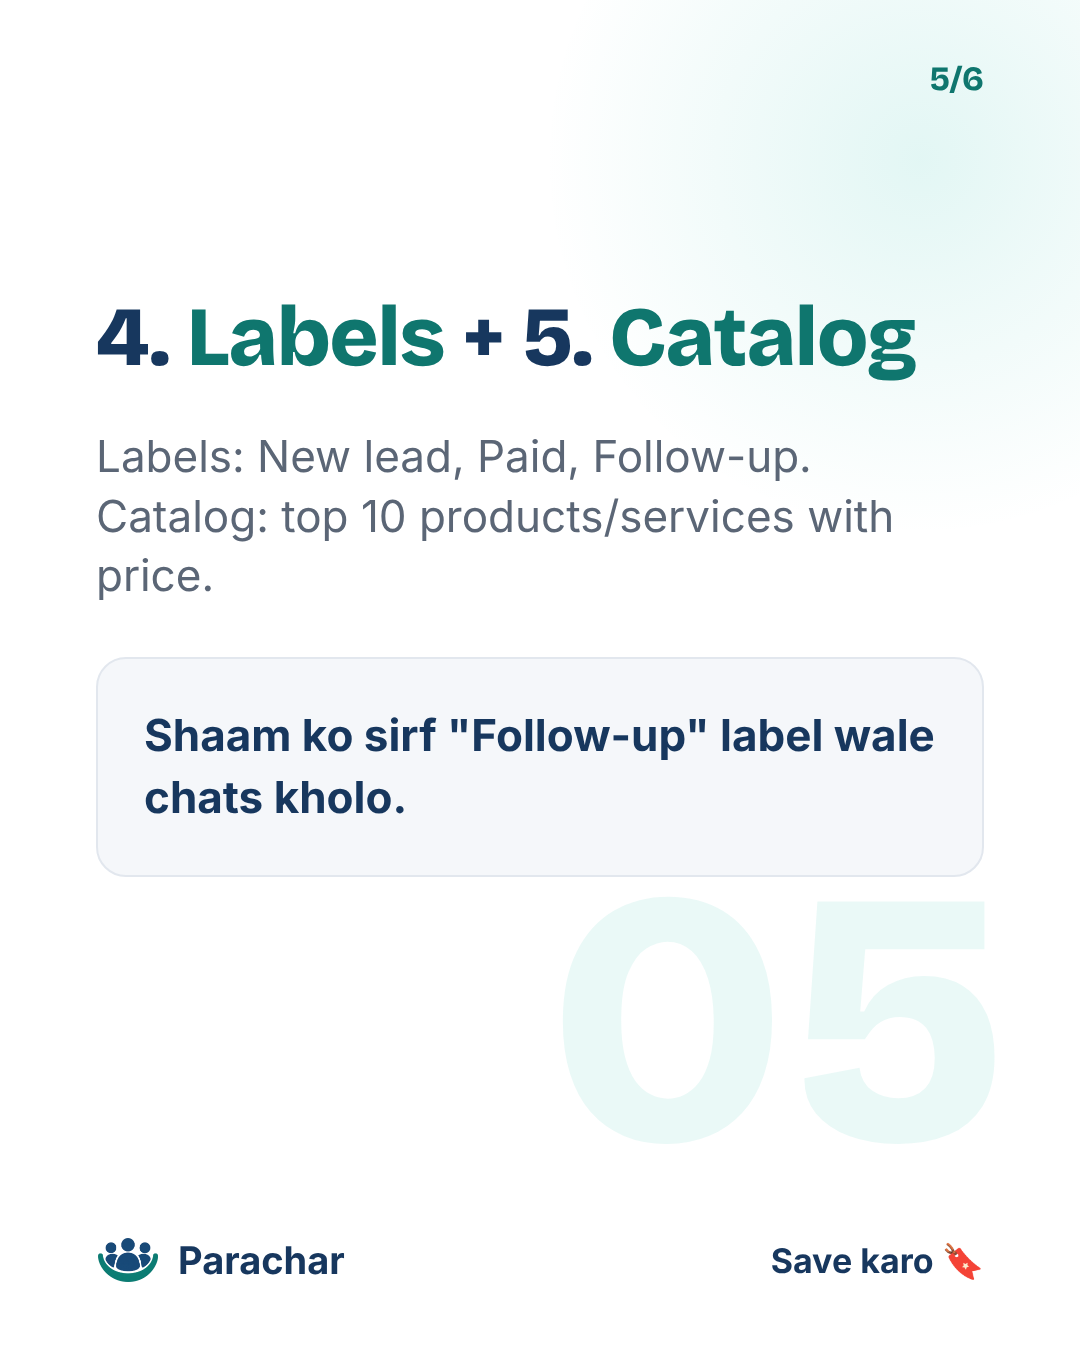 5/6
4. Labels + 5. Catalog
Labels: New lead, Paid, Follow-up.
Catalog: top 10 products/services with
price.
Shaam ko sirf "Follow-up" label wale
chats kholo.
05
Parachar
Save karo 🔖